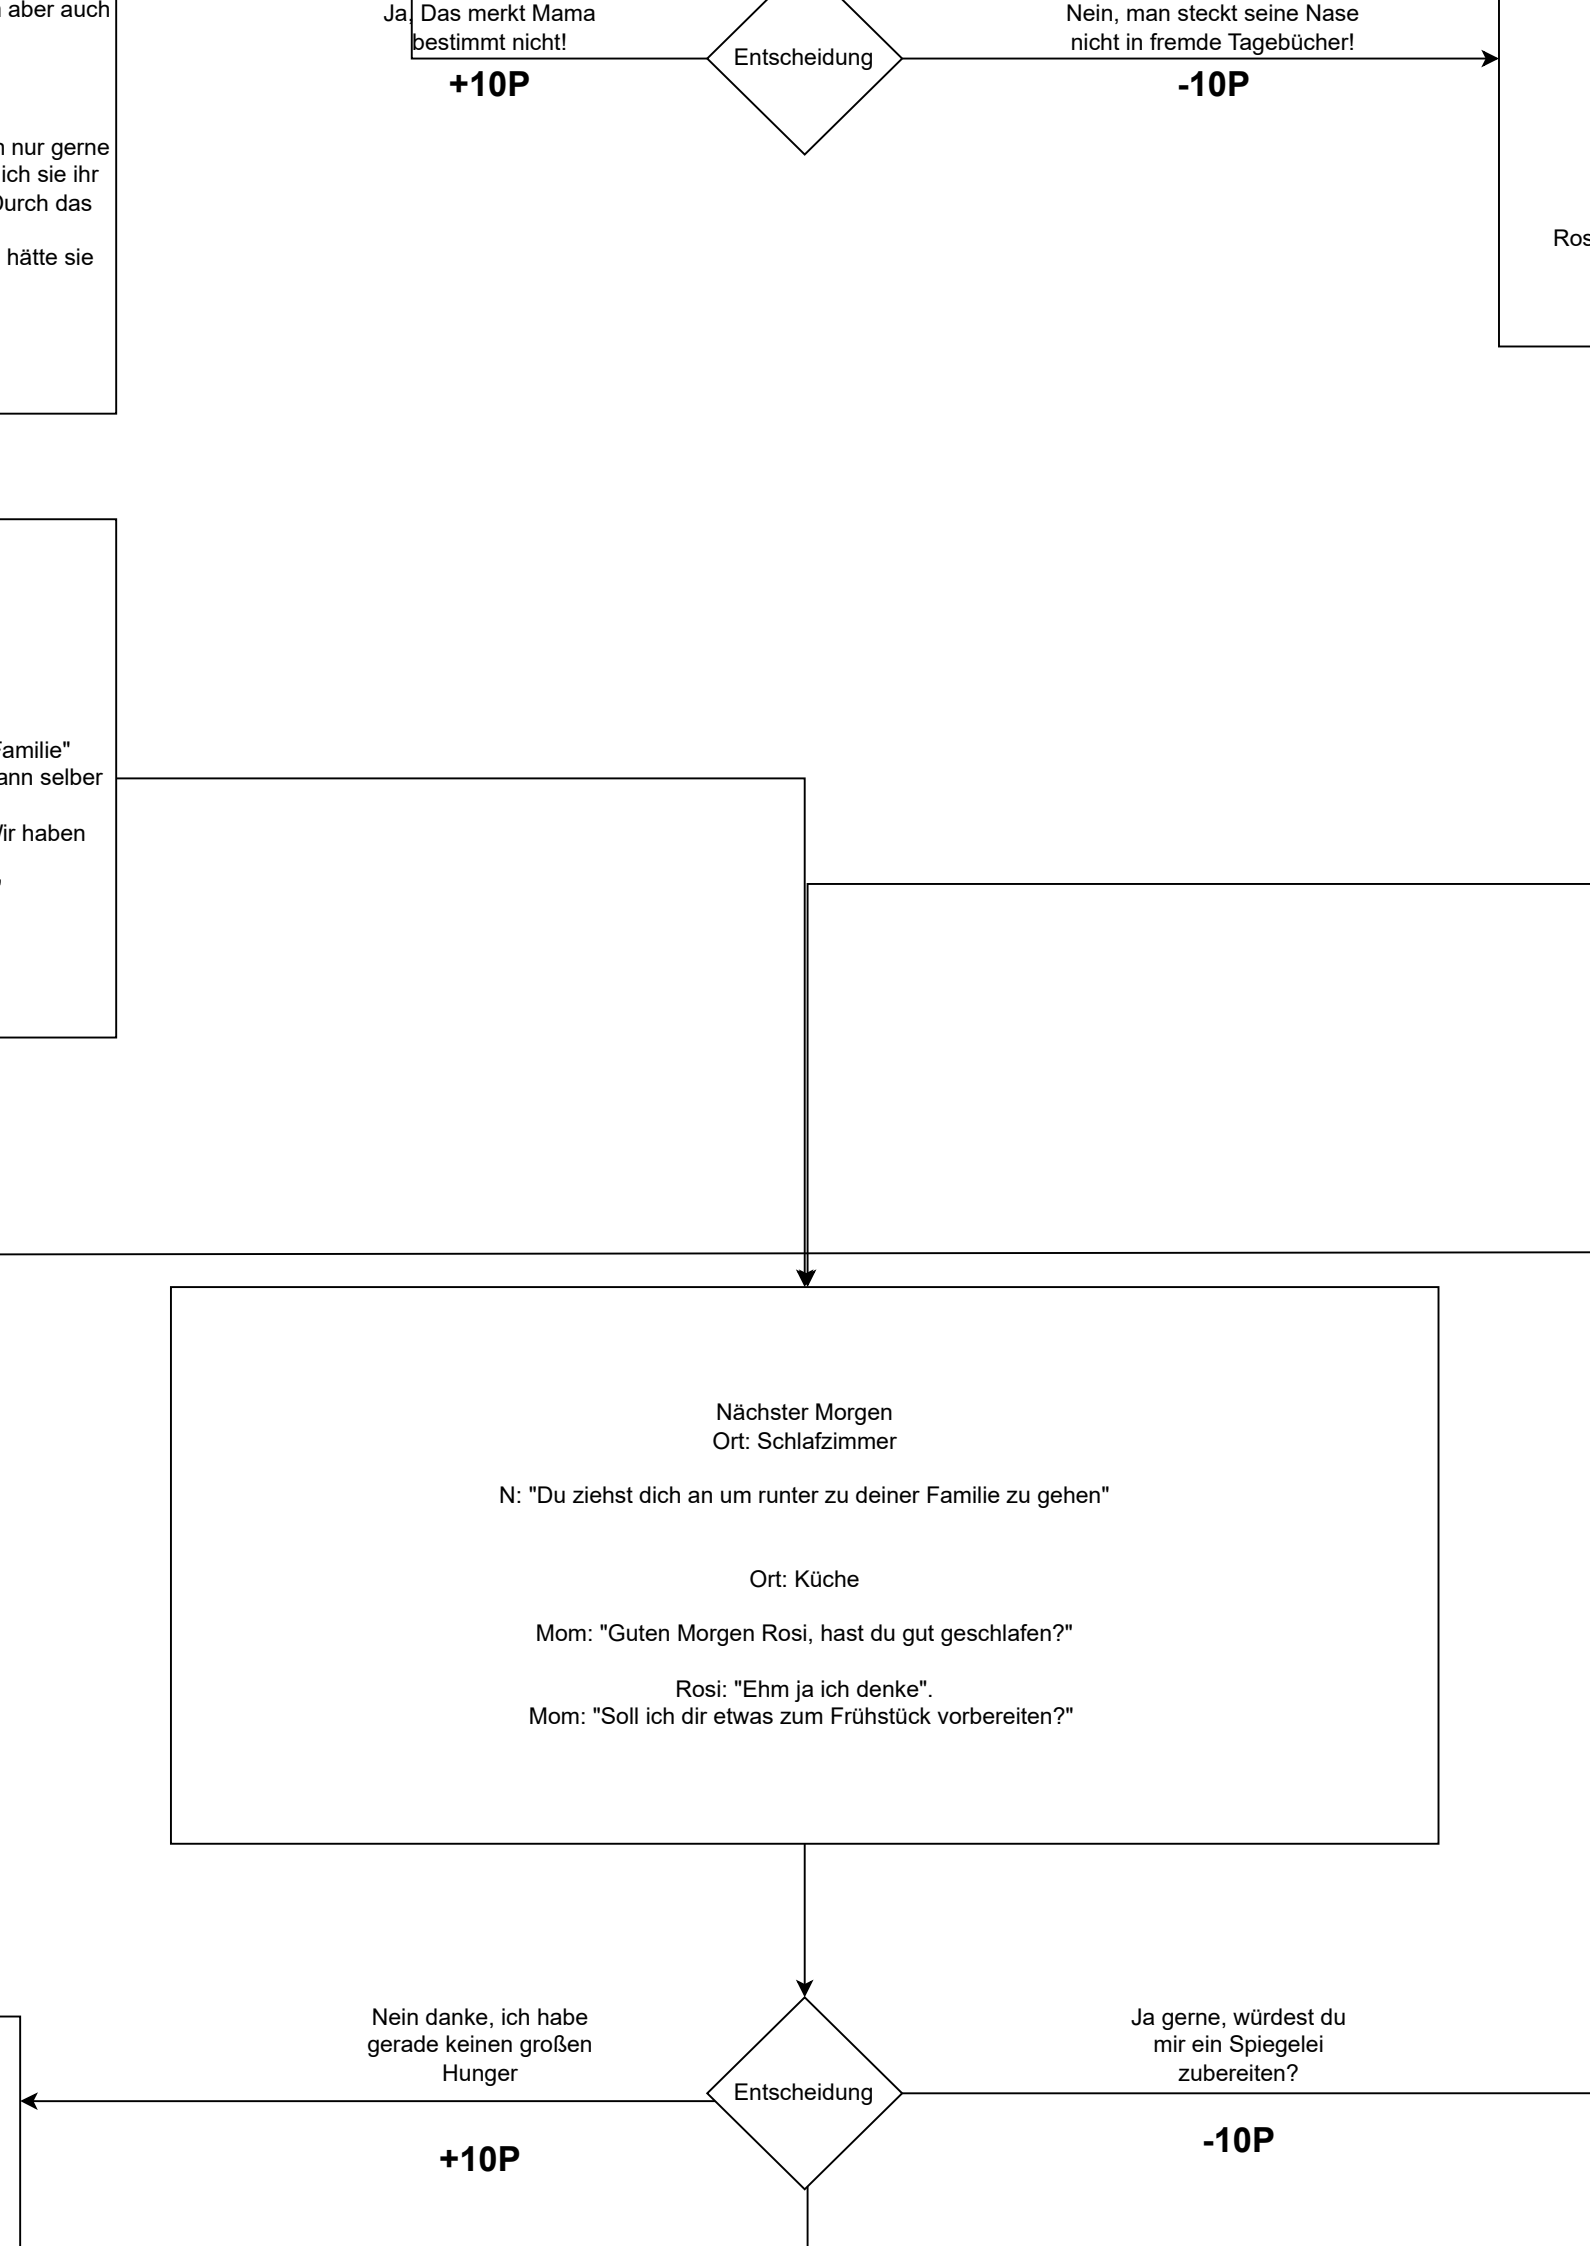 aber auch
Ja, Das merkt Mama
bestimmt nicht!
+10P
Entscheidung
Nein, man steckt seine Nase
nicht in fremde Tagebücher!
-10P
nur gerne
ich sie ihr
Durch das
hätte sie
Ros
Familie"
ann selber
Wir haben
Nächster Morgen
Ort: Schlafzimmer
N: "Du ziehst dich an um runter zu deiner Familie zu gehen"
Ort: Küche
Mom: "Guten Morgen Rosi, hast du gut geschlafen?"
Rosi: "Ehm ja ich denke".
Mom: "Soll ich dir etwas zum Frühstück vorbereiten?"
Nein danke, ich habe
gerade keinen großen
Hunger
+10P
Entscheidung
Ja gerne, würdest du
mir ein Spiegelei
zubereiten?
-10P